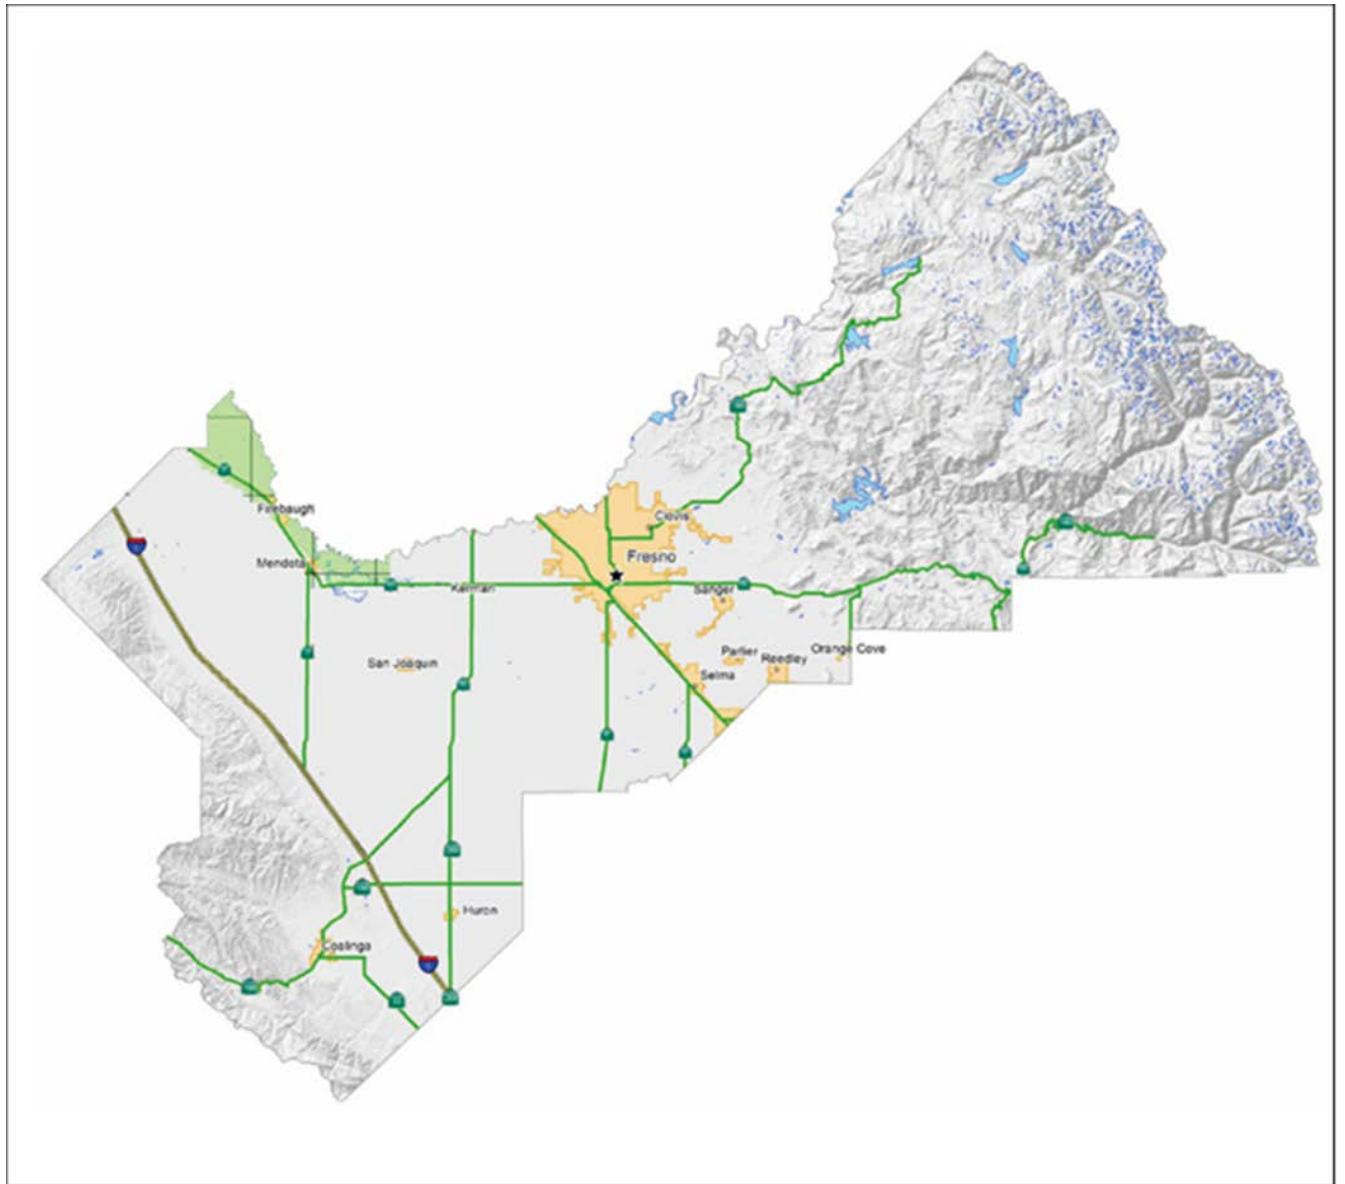 Firebaugh
Clovis
Fresno
Mendota
Kerman
Sanger
Orange Cove
Parlier
Reedley
San Joaquin
Selma
Huron
Coalinga